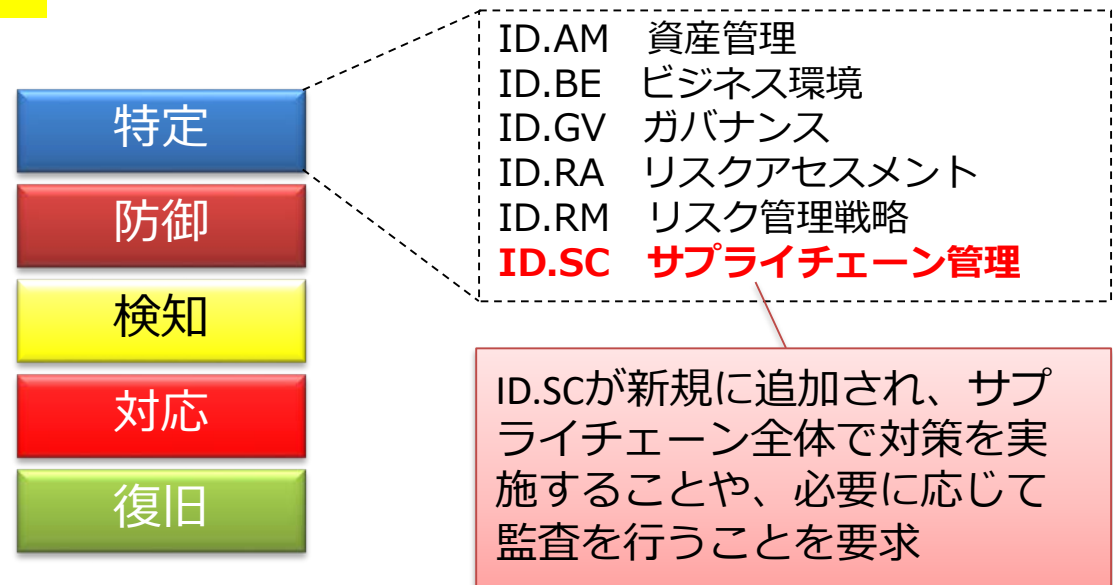 特定
防御
検知
対応
復旧
ID.AM　資産管理
ID.BE　ビジネス環境
ID.GV　ガバナンス
ID.RA　リスクアセスメント
ID.RM　リスク管理戦略
ID.SC　サプライチェーン管理
ID.SCが新規に追加され、サプ
ライチェーン全体で対策を実
施することや、必要に応じて
監査を行うことを要求